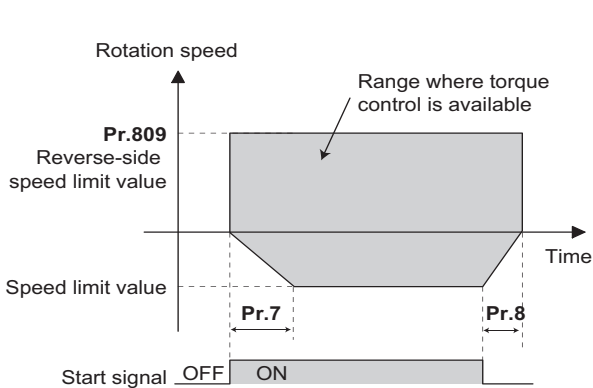 Rotation speed
Range where torque
control is available
Pr.809
Reverse-side
speed limit value
Time
Speed limit value
Pr.7
Pr.8
Start signal OFF ON